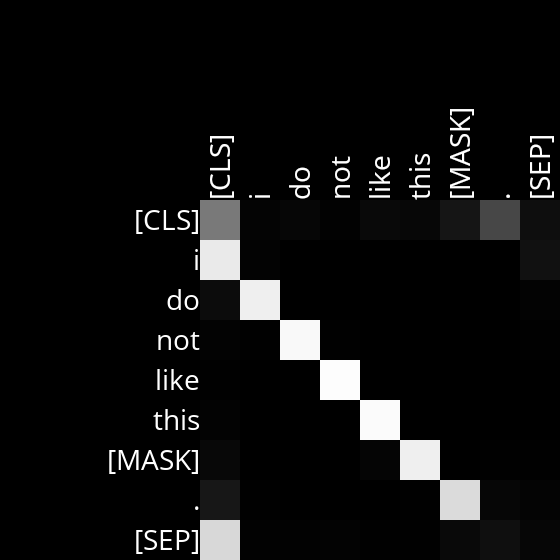 [CLS] i do not like this [MASK] . [SEP]
[CLS]
i
do
not
like
this
[MASK]
.
[SEP]